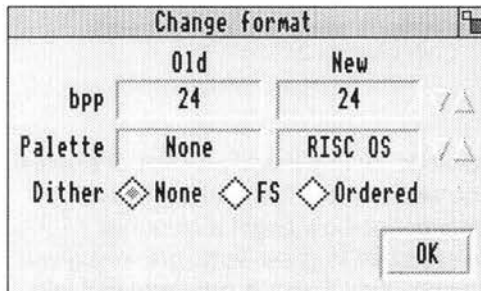 Change format
Old New
bpp 24 24
Palette None RISC OS
Dither None FS Ordered
OK